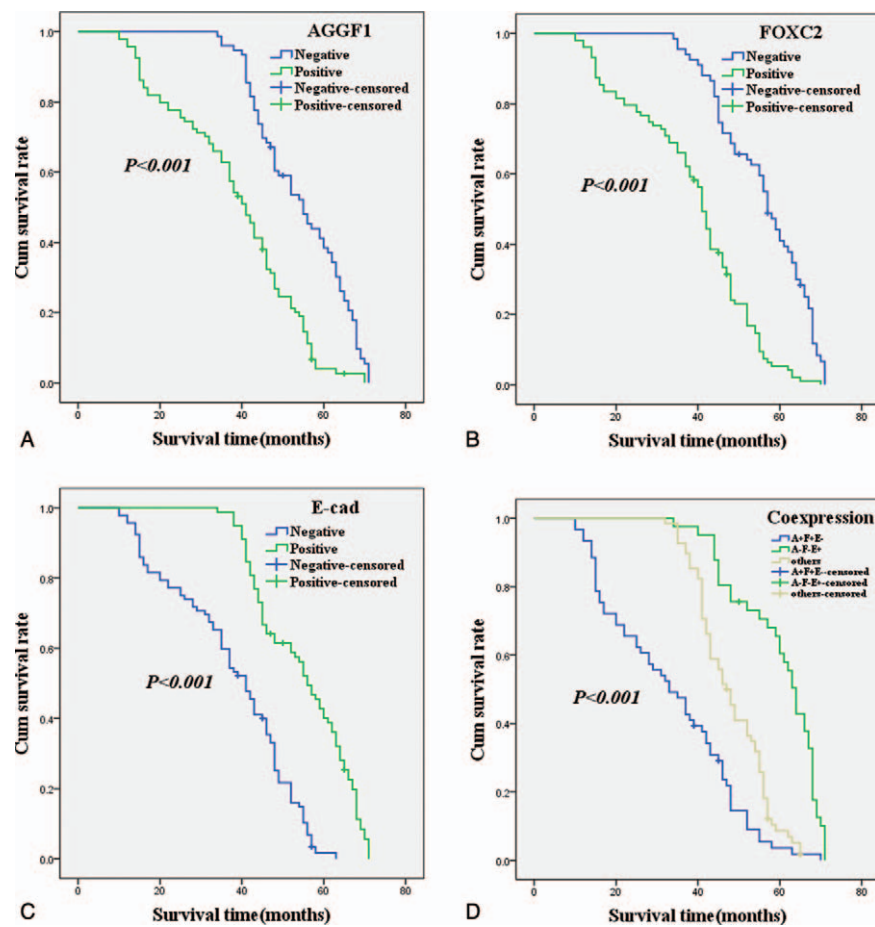 AGGF1
Negative
Positive
Negative-censored
Positive-censored
P<0.001
Cum survival rate
1.0
0.8
0.6
0.4
0.2
0.0
0 20 40 60 80
Survival time(months)
A
FOXC2
Negative
Positive
Negative-censored
Positive-censored
P<0.001
Cum survival rate
1.0
0.8
0.6
0.4
0.2
0.0
0 20 40 60 80
Survival time(months)
B
E-cad
Negative
Positive
Negative-censored
Positive-censored
P<0.001
Cum survival rate
1.0
0.8
0.6
0.4
0.2
0.0
0 20 40 60 80
Survival time(months)
C
Coexpression
A+F+E-
A-F-E+
others
A+F+E--censored
A-F-E+-censored
others-censored
P<0.001
Cum survival rate
1.0
0.8
0.6
0.4
0.2
0.0
0 20 40 60 80
Survival time(months)
D